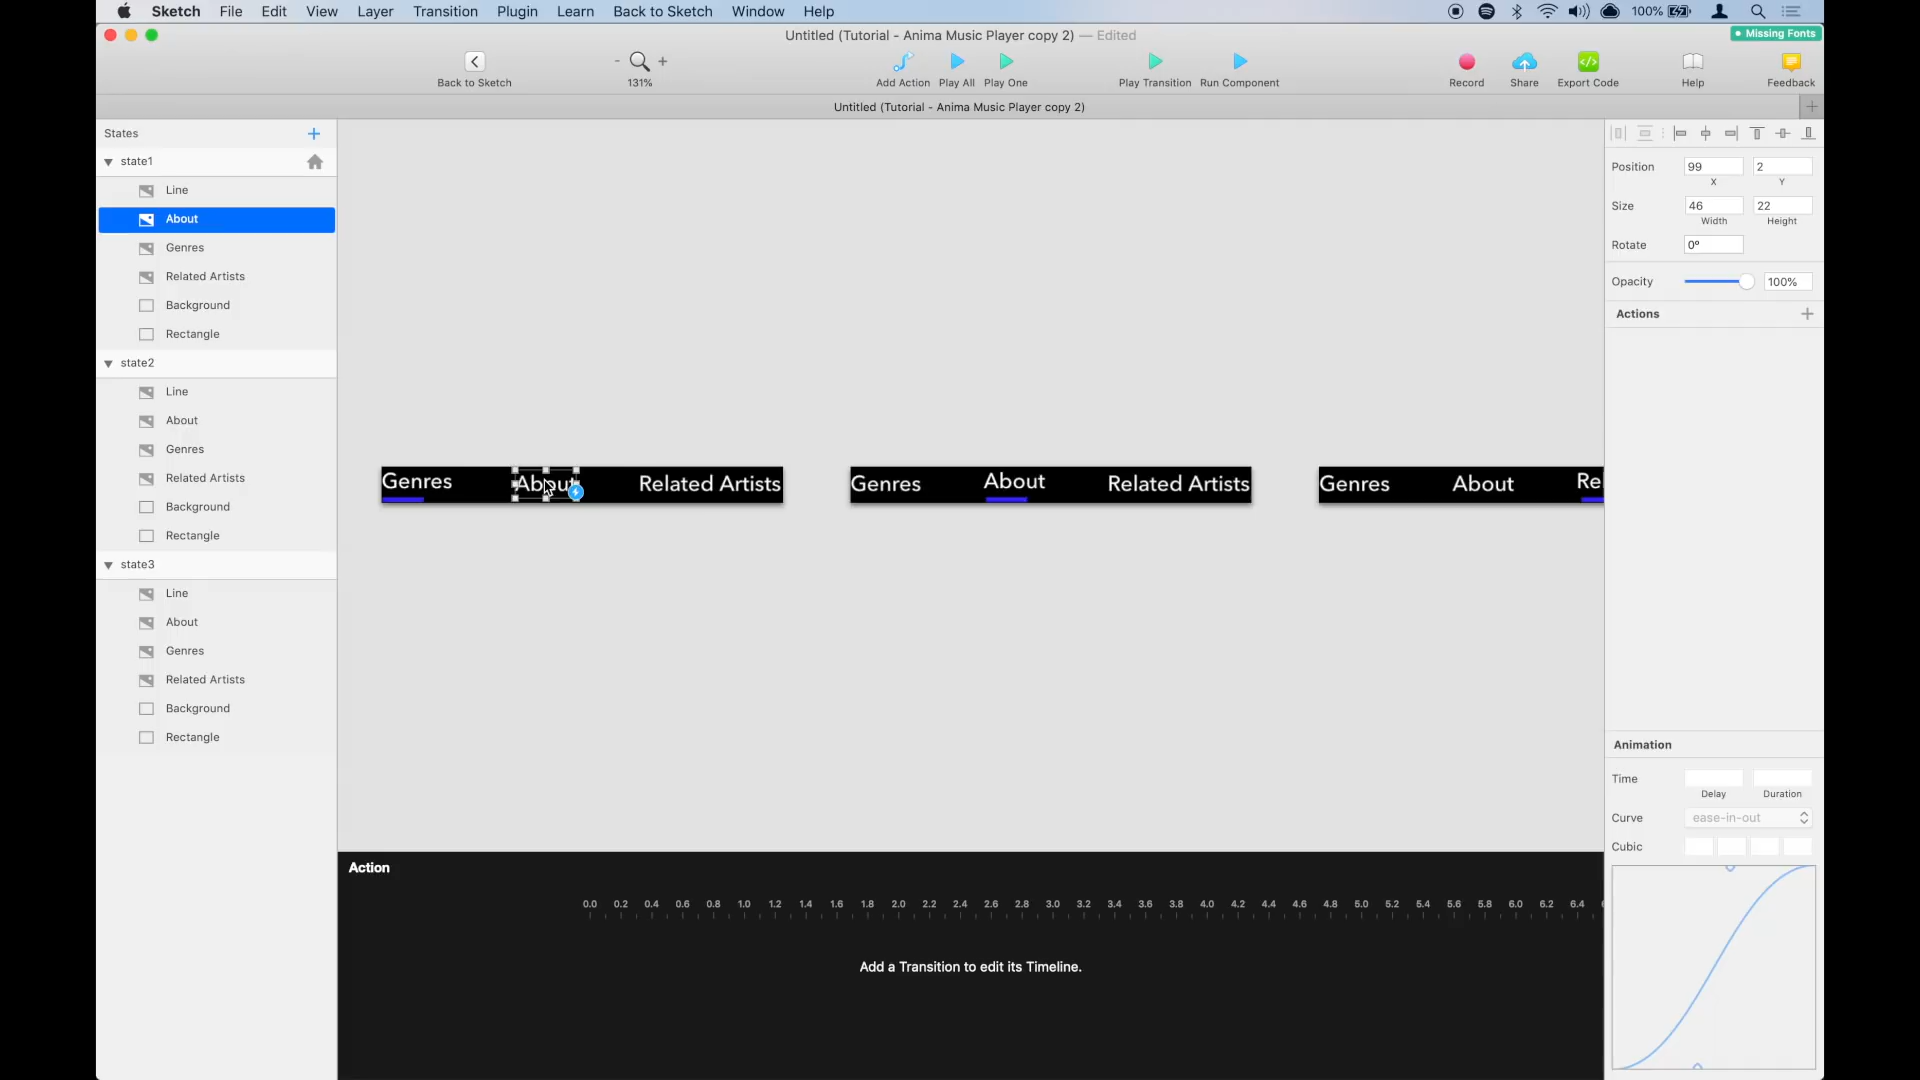 Sketch File Edit View Layer Transition Plugin Learn Back to Sketch Window Help 100%
Untitled (Tutorial - Anima Music Player copy 2) — Edited
Missing Fonts
- + 
Back to Sketch 131% Add Action Play All Play One Play Transition Run Component Record Share Export Code Help Feedback
Untitled (Tutorial - Anima Music Player copy 2) +
States +
state1
Line
About
Genres
Related Artists
Background
Rectangle
state2
Line
About
Genres
Related Artists
Background
Rectangle
state3
Line
About
Genres
Related Artists
Background
Rectangle
Genres About Related Artists
Genres About Related Artists
Genres About Re
Position 99 2
X Y
Size 46 22
Width Height
Rotate 0º
Opacity 100%
Actions +
Animation
Time
Delay Duration
Curve ease-in-out
Cubic
Action
0.0 0.2 0.4 0.6 0.8 1.0 1.2 1.4 1.6 1.8 2.0 2.2 2.4 2.6 2.8 3.0 3.2 3.4 3.6 3.8 4.0 4.2 4.4 4.6 4.8 5.0 5.2 5.4 5.6 5.8 6.0 6.2 6.4
Add a Transition to edit its Timeline.